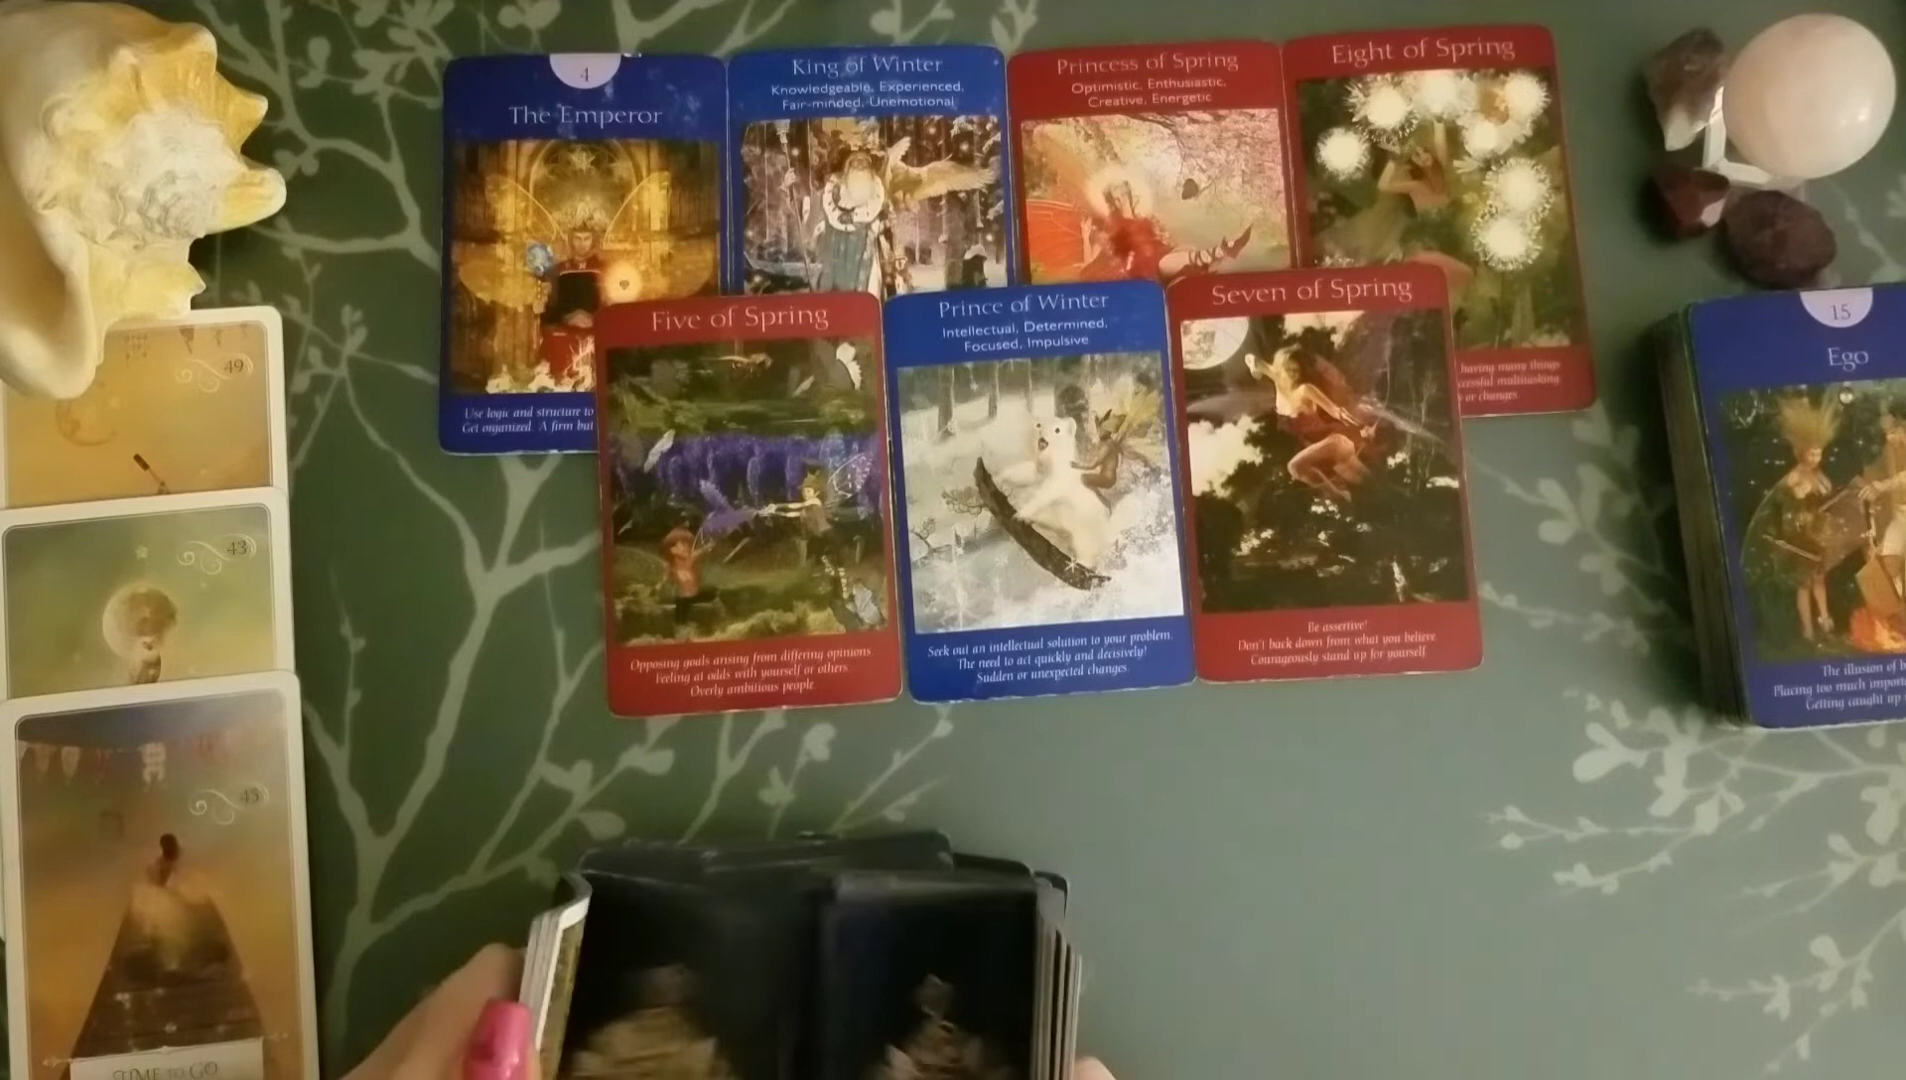 4
The Emperor
Use logic and structure to
Get organized. A firm but
King of Winter
Knowledgeable, Experienced,
Fair-minded, Unemotional
Princess of Spring
Optimistic, Enthusiastic,
Creative, Energetic
Eight of Spring
having many things
multitasking
or changes.
Five of Spring
Opposing goals arising from differing opinions
Feeling at odds with yourself or others.
Overly ambitious people
Prince of Winter
Intellectual, Determined,
Focused, Impulsive
Seek out an intellectual solution to your problem.
The need to act quickly and decisively!
Sudden or unexpected changes.
Seven of Spring
Be assertive!
Don't back down from what you believe
Courageously stand up for yourself
15
Ego
The illusion of
Placing too much
Getting caught up
49
43
45
TIME TO GO